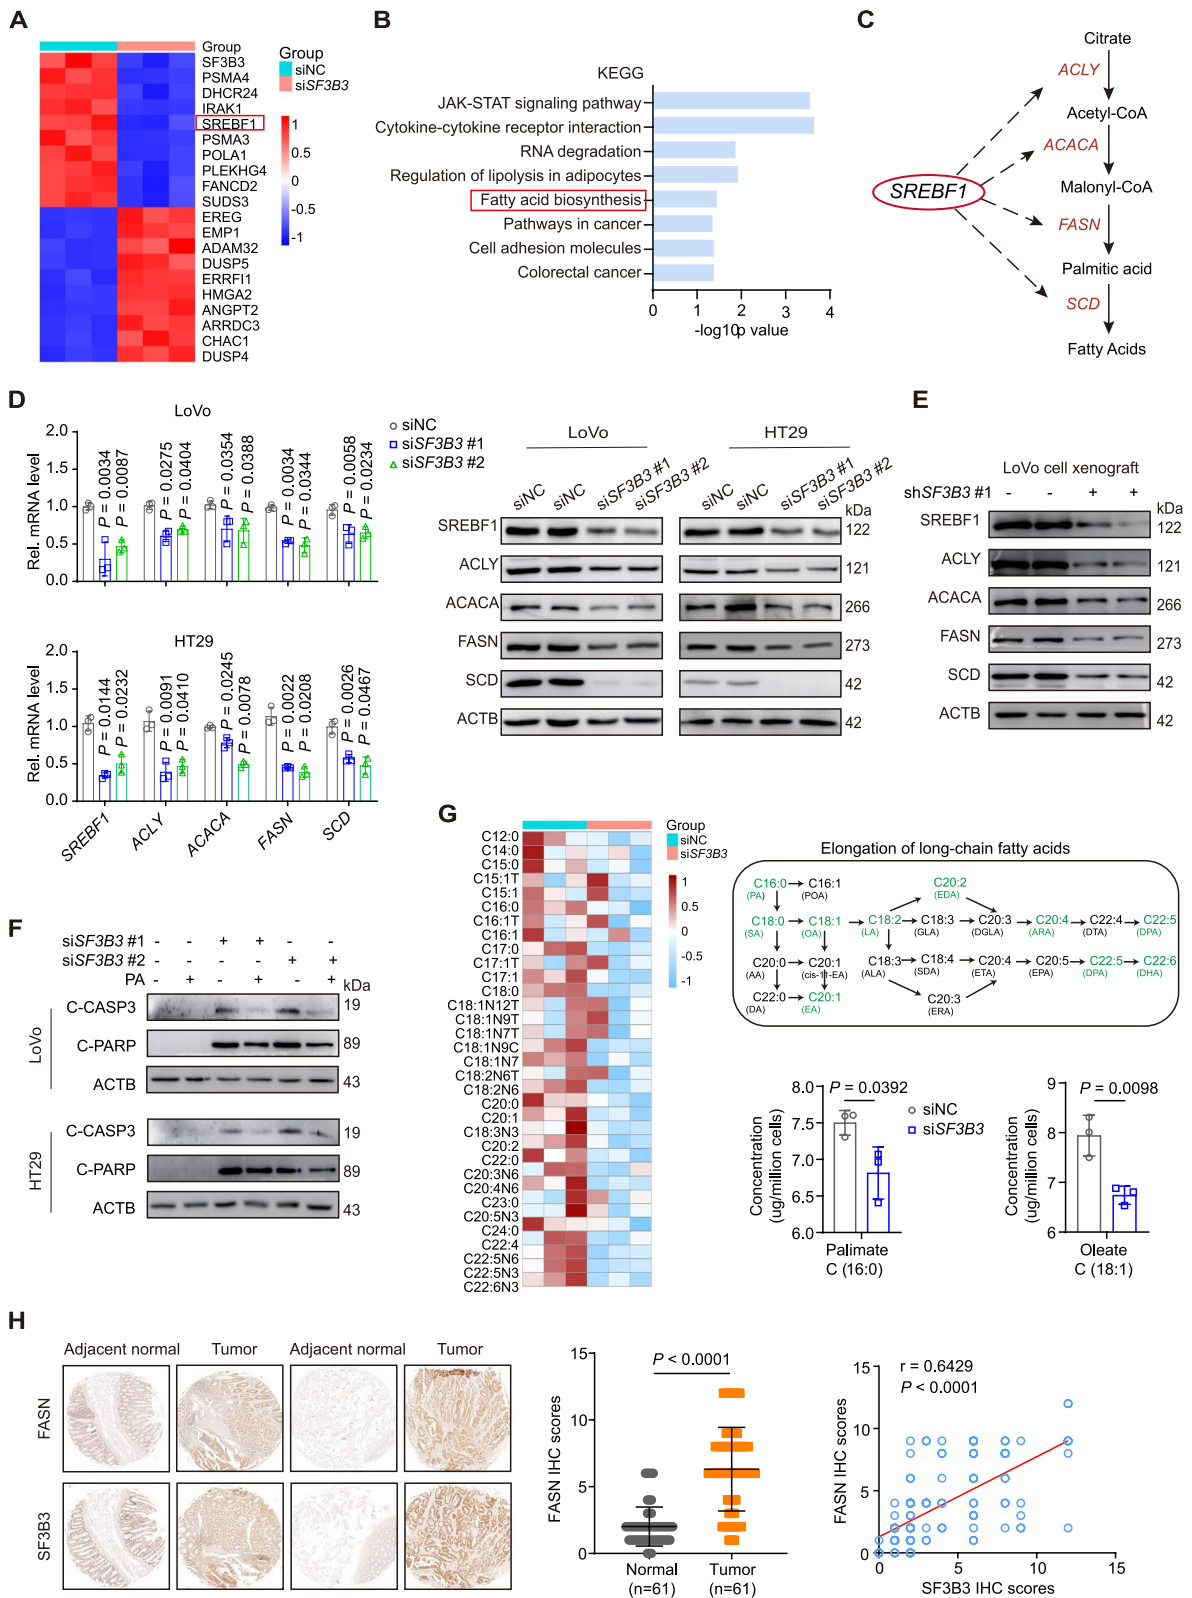 A
Group
SF3B3
PSMA4
DHCR24
IRAK1
SREBF1
PSMA3
POLA1
PLEKHG4
FANCD2
SUDS3
EREG
EMP1
ADAM32
DUSP5
ERRFI1
HMGA2
ANGPT2
ARRDC3
CHAC1
DUSP4
Group
siNC
siSF3B3
1
0.5
0
-0.5
-1
B
KEGG
JAK-STAT signaling pathway
Cytokine-cytokine receptor interaction
RNA degradation
Regulation of lipolysis in adipocytes
Fatty acid biosynthesis
Pathways in cancer
Cell adhesion molecules
Colorectal cancer
0 1 2 3 4
-log10p value
C
Citrate
ACLY
Acetyl-CoA
ACACA
Malonyl-CoA
SREBF1
FASN
Palmitic acid
SCD
Fatty Acids
D
LoVo
Rel. mRNA level
2.0
1.5
1.0
0.5
0.0
P = 0.0034
P = 0.0087
P = 0.0275
P = 0.0404
P = 0.0354
P = 0.0388
P = 0.0034
P = 0.0344
P = 0.0058
P = 0.0234
siNC
siSF3B3 #1
siSF3B3 #2
HT29
Rel. mRNA level
2.0
1.5
1.0
0.5
0.0
P = 0.0144
P = 0.0232
P = 0.0091
P = 0.0410
P = 0.0245
P = 0.0078
P = 0.0022
P = 0.0208
P = 0.0026
P = 0.0467
SREBF1 ACLY ACACA FASN SCD
LoVo HT29
siNC siNC siSF3B3 #1 siSF3B3 #2 siNC siNC siSF3B3 #1 siSF3B3 #2
kDa
SREBF1 122
ACLY 121
ACACA 266
FASN 273
SCD 42
ACTB 42
E
LoVo cell xenograft
shSF3B3 #1 - - + +
kDa
SREBF1 122
ACLY 121
ACACA 266
FASN 273
SCD 42
ACTB 42
F
siSF3B3 #1 - - + + - -
siSF3B3 #2 - - - - + +
PA - + - + - + kDa
LoVo
C-CASP3 19
C-PARP 89
ACTB 43
HT29
C-CASP3 19
C-PARP 89
ACTB 43
G
C12:0
C14:0
C15:0
C15:1T
C15:1
C16:0
C16:1T
C16:1
C17:0
C17:1T
C17:1
C18:0
C18:1N12T
C18:1N9T
C18:1N7T
C18:1N9C
C18:1N7
C18:2N6T
C18:2N6
C20:0
C20:1
C18:3N3
C20:2
C22:0
C20:3N6
C20:4N6
C23:0
C20:5N3
C24:0
C22:4
C22:5N6
C22:5N3
C22:6N3
Group
siNC
siSF3B3
1
0.5
0
-0.5
-1
Elongation of long-chain fatty acids
C16:0 C16:1 C20:2
(PA) (POA) (EDA)
C18:0 C18:1 C18:2 C18:3 C20:3 C20:4 C22:4 C22:5
(SA) (OA) (LA) (GLA) (DGLA) (ARA) (DTA) (DPA)
C20:0 C20:1 C18:3 C18:4 C20:4 C20:5 C22:5 C22:6
(AA) (cis-11-EA) (ALA) (SDA) (ETA) (EPA) (DPA) (DHA)
C22:0 C20:1 C20:3
(DA) (EA) (ERA)
Concentration
(ug/million cells)
8.0
7.5
7.0
6.5
6.0
P = 0.0392
Palimate
C (16:0)
siNC
siSF3B3
Concentration
(ug/million cells)
9
8
7
6
P = 0.0098
Oleate
C (18:1)
H
Adjacent normal Tumor Adjacent normal Tumor
FASN
SF3B3
FASN IHC scores
15
10
5
0
P < 0.0001
Normal Tumor
(n=61) (n=61)
FASN IHC scores
15
10
5
0
r = 0.6429
P < 0.0001
0 5 10 15
SF3B3 IHC scores